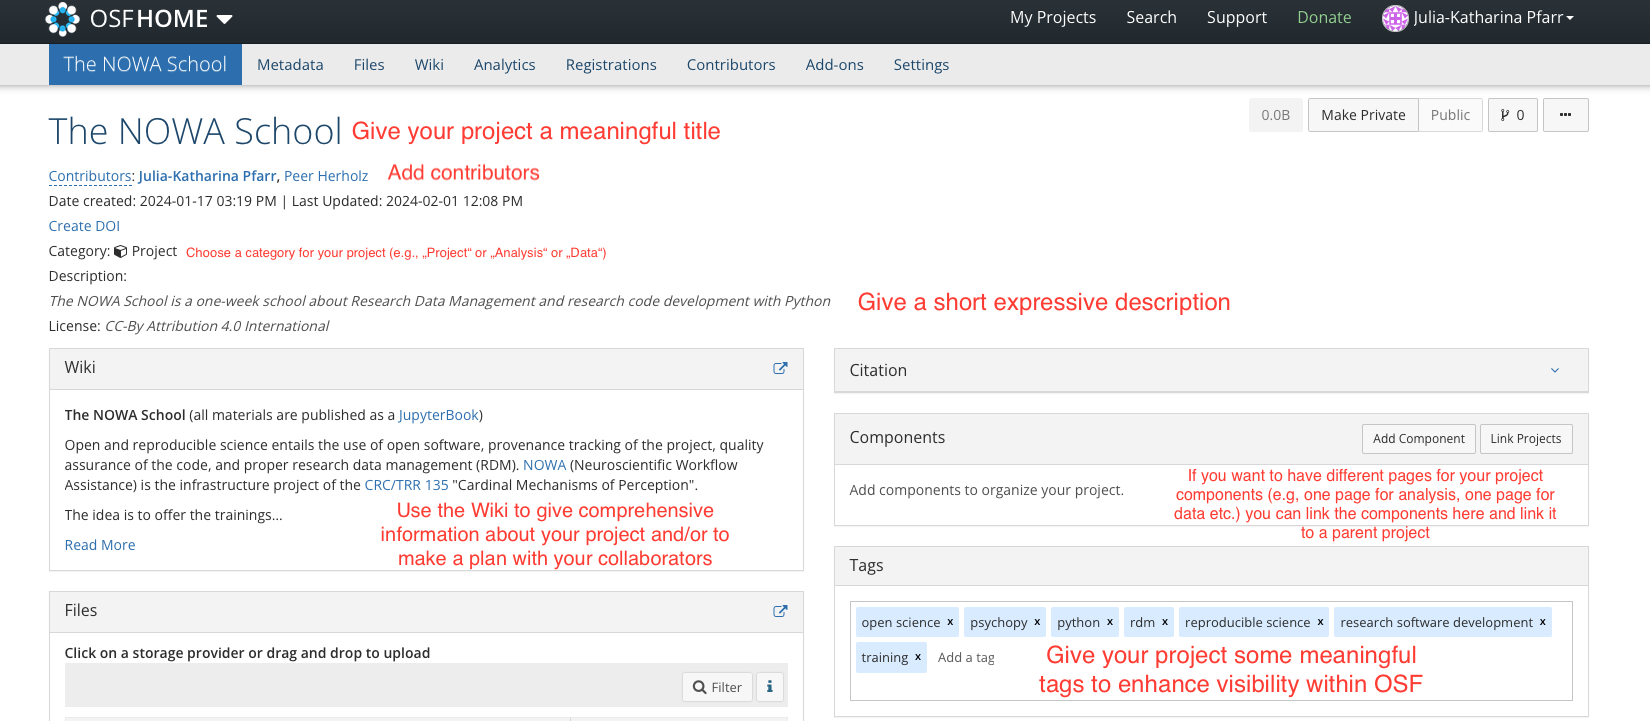 OSFHOME
My Projects Search Support Donate Julia-Katharina Pfarr
The NOWA School Metadata Files Wiki Analytics Registrations Contributors Add-ons Settings
0.0B Make Private Public 0 ...
The NOWA School Give your project a meaningful title
Contributors: Julia-Katharina Pfarr, Peer Herholz Add contributors
Date created: 2024-01-17 03:19 PM | Last Updated: 2024-02-01 12:08 PM
Create DOI
Category: Project Choose a category for your project (e.g., „Project“ or „Analysis“ or „Data“)
Description:
The NOWA School is a one-week school about Research Data Management and research code development with Python Give a short expressive description
License: CC-By Attribution 4.0 International
Wiki
The NOWA School (all materials are published as a JupyterBook)
Open and reproducible science entails the use of open software, provenance tracking of the project, quality
assurance of the code, and proper research data management (RDM). NOWA (Neuroscientific Workflow
Assistance) is the infrastructure project of the CRC/TRR 135 "Cardinal Mechanisms of Perception".
The idea is to offer the trainings...
Read More
Use the Wiki to give comprehensive
information about your project and/or to
make a plan with your collaborators
Files
Click on a storage provider or drag and drop to upload
Filter i
Citation
Components Add Component Link Projects
Add components to organize your project.
If you want to have different pages for your project
components (e.g, one page for analysis, one page for
data etc.) you can link the components here and link it
to a parent project
Tags
open science x psychopy x python x rdm x reproducible science x research software development x
training x Add a tag
Give your project some meaningful
tags to enhance visibility within OSF